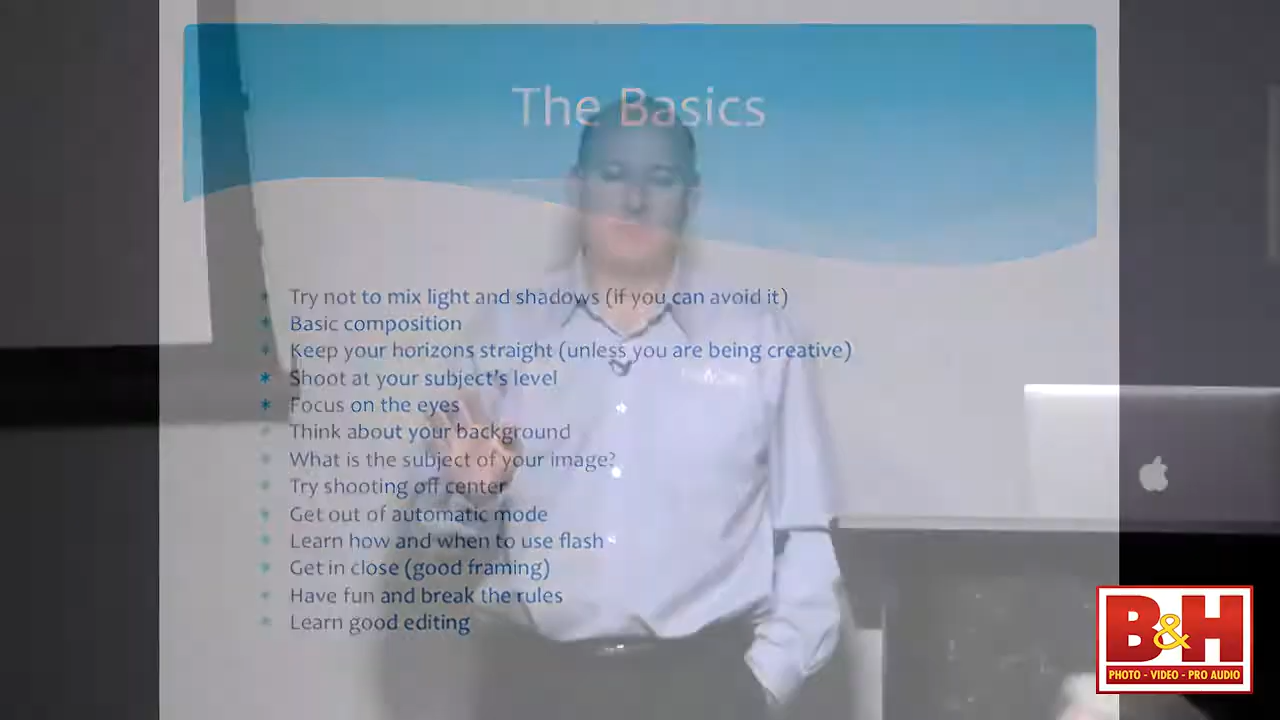 The Basics
* Try not to mix light and shadows (if you can avoid it)
* Basic composition
* Keep your horizons straight (unless you are being creative)
* Shoot at your subject's level
* Focus on the eyes
* Think about your background
* What is the subject of your image?
* Try shooting off center
* Get out of automatic mode
* Learn how and when to use flash
* Get in close (good framing)
* Have fun and break the rules
* Learn good editing
B&H
PHOTO - VIDEO - PRO AUDIO